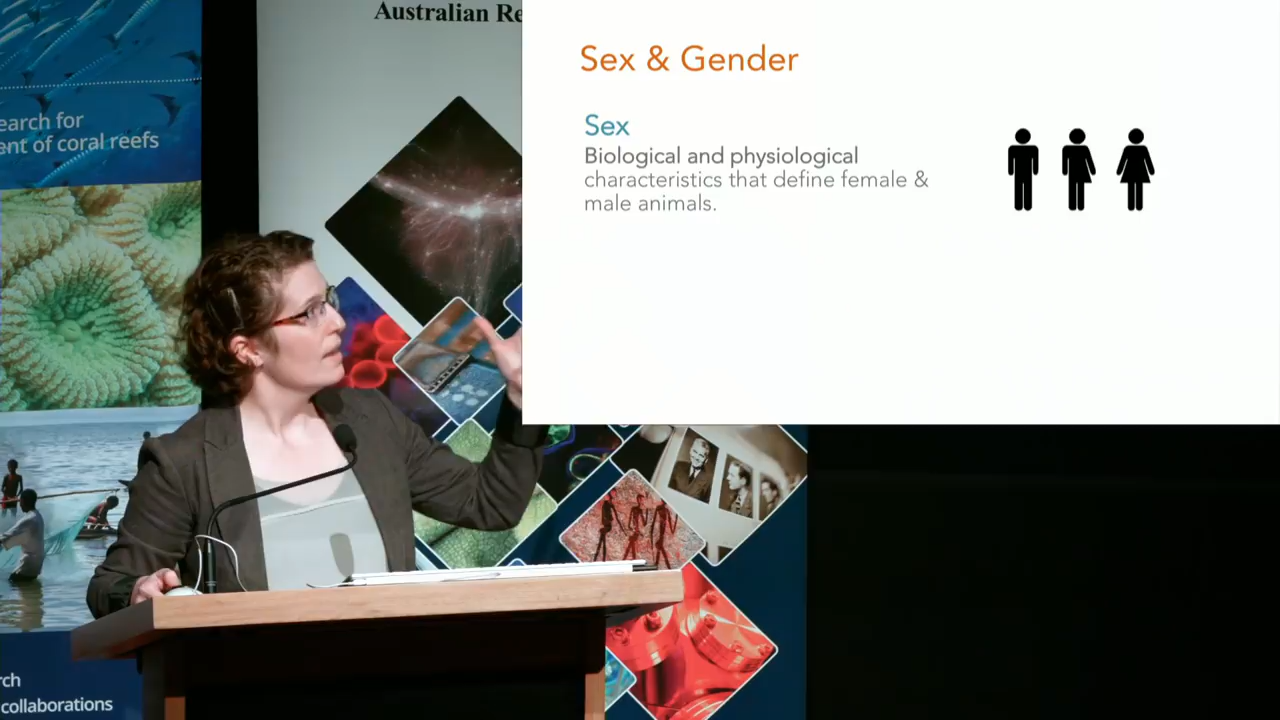 Australian Re
earch for
ent of coral reefs
rch
collaborations
Sex & Gender
Sex
Biological and physiological
characteristics that define female &
male animals.